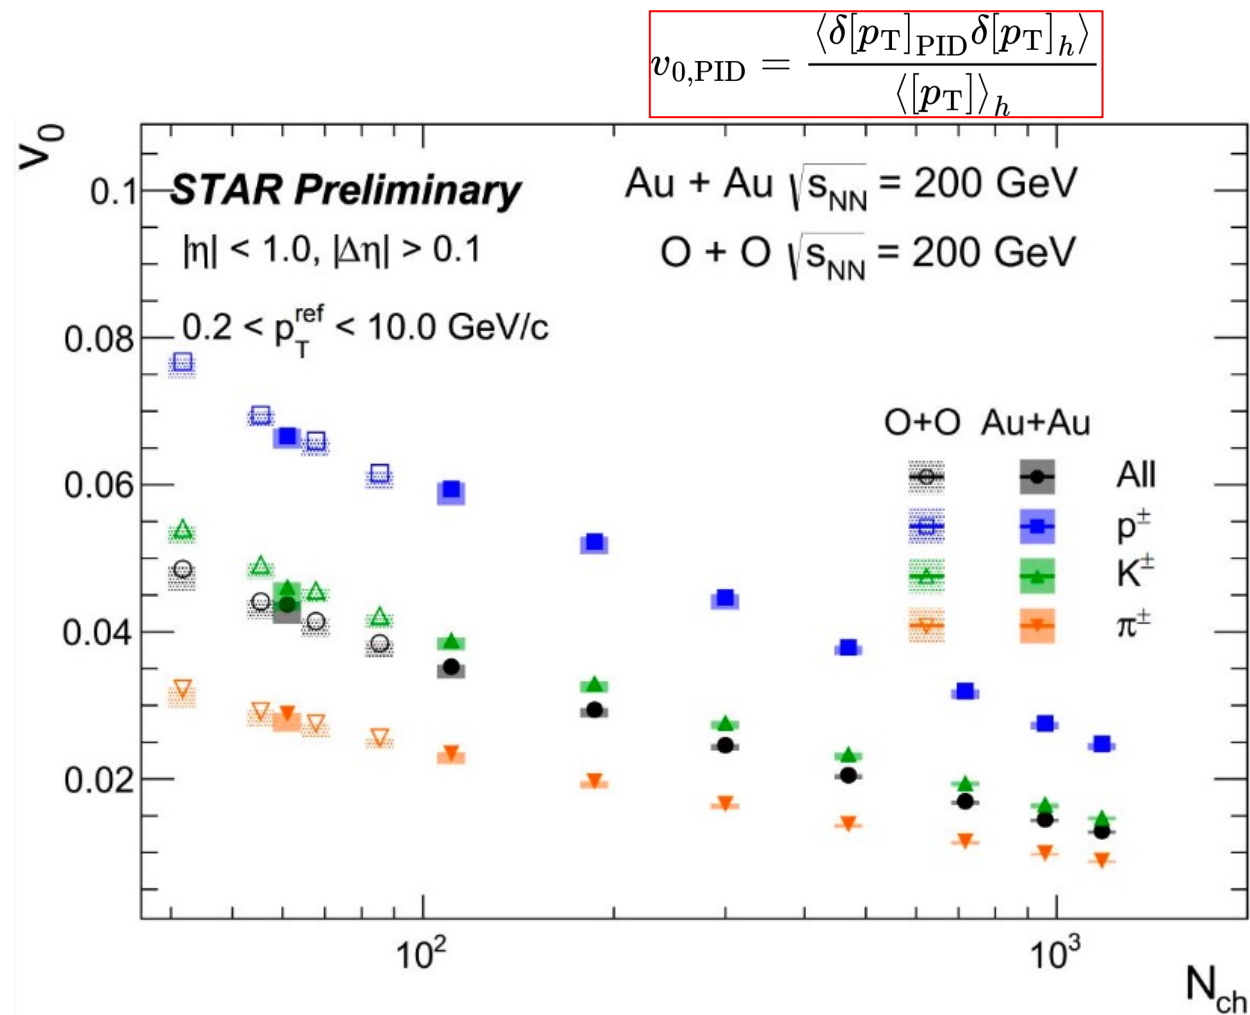 v₀,PID = ⟨δ[pT]PID δ[pT]h⟩ / ⟨[pT]⟩h
v₀
STAR Preliminary
Au + Au √sNN = 200 GeV
|η| < 1.0, |Δη| > 0.1
O + O √sNN = 200 GeV
0.2 < pTref < 10.0 GeV/c
0.1
0.08
0.06
0.04
0.02
O+O Au+Au
All
p±
K±
π±
10²
10³
Nch